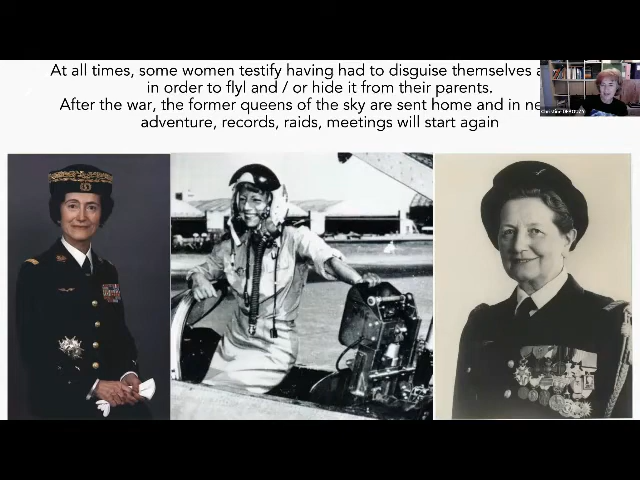 At all times, some women testify having had to disguise themselves
in order to flyl and / or hide it from their parents.
After the war, the former queens of the sky are sent home and in
adventure, records, raids, meetings will start again
Christine